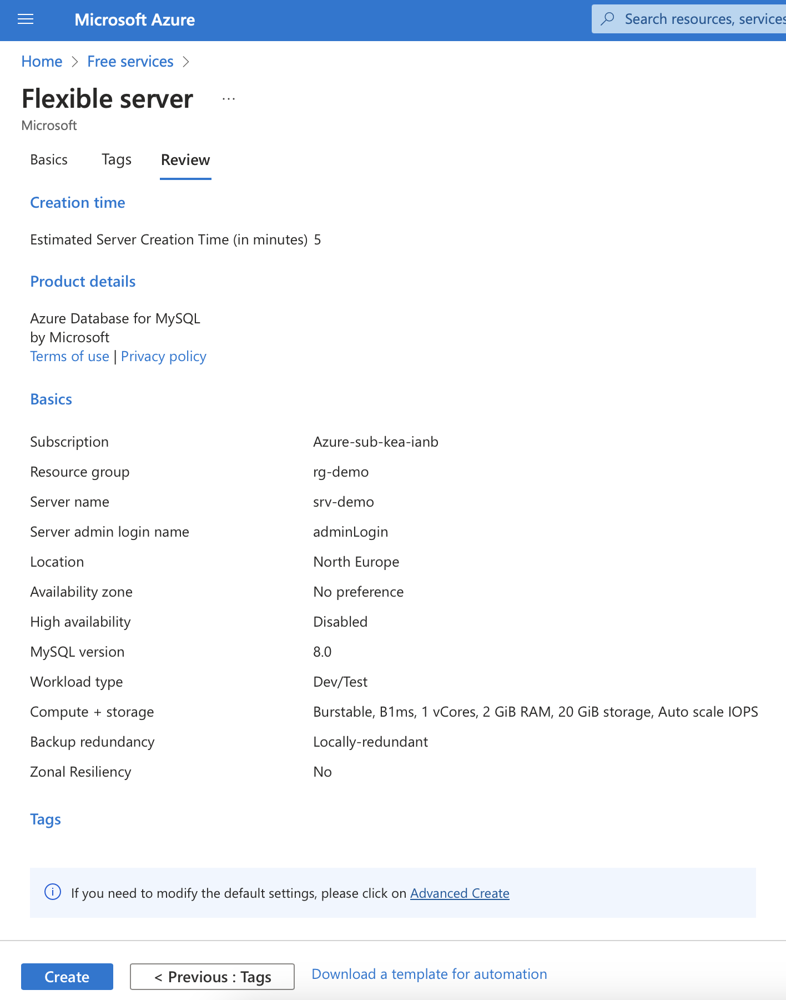 Microsoft Azure
Search resources, services
Home > Free services >
Flexible server ...
Microsoft
Basics Tags Review
Creation time
Estimated Server Creation Time (in minutes) 5
Product details
Azure Database for MySQL
by Microsoft
Terms of use | Privacy policy
Basics
Subscription Azure-sub-kea-ianb
Resource group rg-demo
Server name srv-demo
Server admin login name adminLogin
Location North Europe
Availability zone No preference
High availability Disabled
MySQL version 8.0
Workload type Dev/Test
Compute + storage Burstable, B1ms, 1 vCores, 2 GiB RAM, 20 GiB storage, Auto scale IOPS
Backup redundancy Locally-redundant
Zonal Resiliency No
Tags
If you need to modify the default settings, please click on Advanced Create
Create < Previous : Tags Download a template for automation